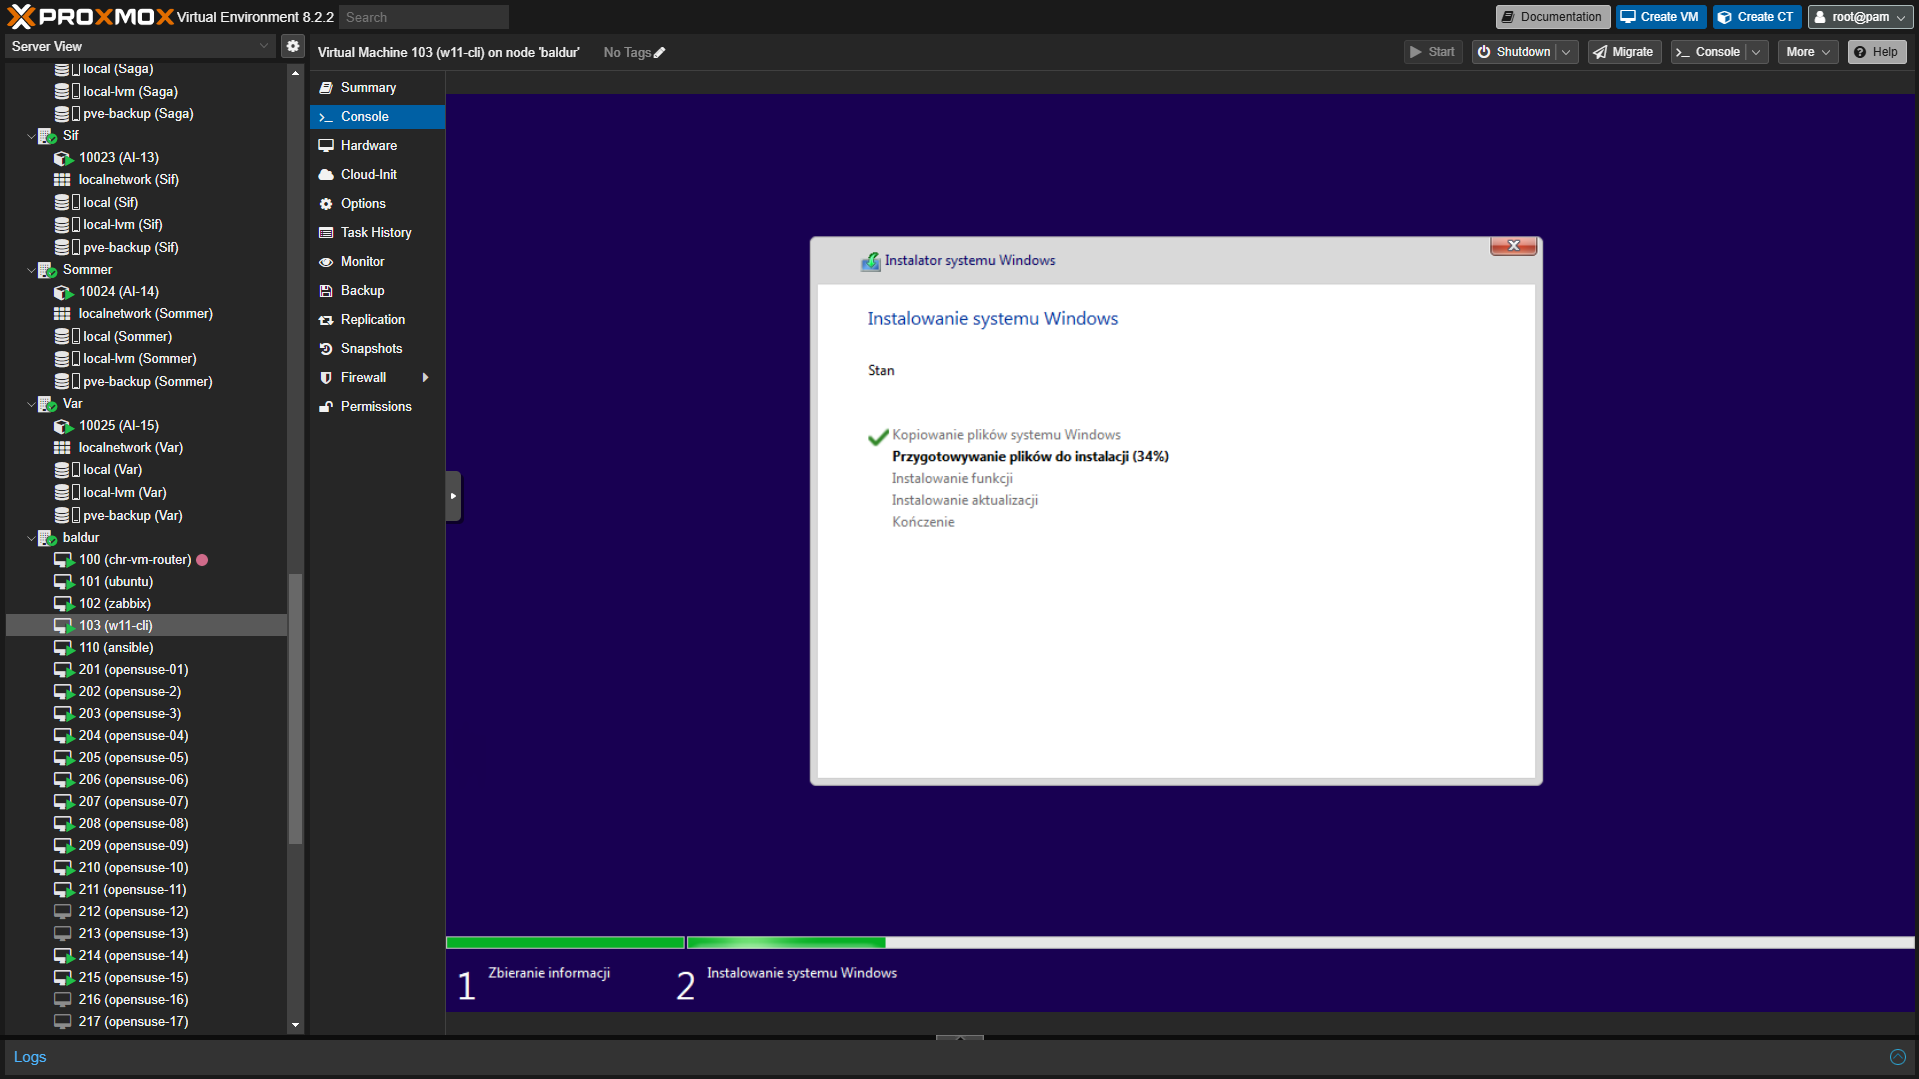 PROXMOX Virtual Environment 8.2.2
Search
Documentation
Create VM
Create CT
root@pam
Server View
Virtual Machine 103 (w11-cli) on node 'baldur'
No Tags
Start
Shutdown
Migrate
Console
More
Help
local (Saga)
local-lvm (Saga)
pve-backup (Saga)
Sif
10023 (AI-13)
localnetwork (Sif)
local (Sif)
local-lvm (Sif)
pve-backup (Sif)
Sommer
10024 (AI-14)
localnetwork (Sommer)
local (Sommer)
local-lvm (Sommer)
pve-backup (Sommer)
Var
10025 (AI-15)
localnetwork (Var)
local (Var)
local-lvm (Var)
pve-backup (Var)
baldur
100 (chr-vm-router)
101 (ubuntu)
102 (zabbix)
103 (w11-cli)
110 (ansible)
201 (opensuse-01)
202 (opensuse-2)
203 (opensuse-3)
204 (opensuse-04)
205 (opensuse-05)
206 (opensuse-06)
207 (opensuse-07)
208 (opensuse-08)
209 (opensuse-09)
210 (opensuse-10)
211 (opensuse-11)
212 (opensuse-12)
213 (opensuse-13)
214 (opensuse-14)
215 (opensuse-15)
216 (opensuse-16)
217 (opensuse-17)
Summary
Console
Hardware
Cloud-Init
Options
Task History
Monitor
Backup
Replication
Snapshots
Firewall
Permissions
Instalator systemu Windows
Instalowanie systemu Windows
Stan
Kopiowanie plików systemu Windows
Przygotowywanie plików do instalacji (34%)
Instalowanie funkcji
Instalowanie aktualizacji
Kończenie
1 Zbieranie informacji
2 Instalowanie systemu Windows
Logs